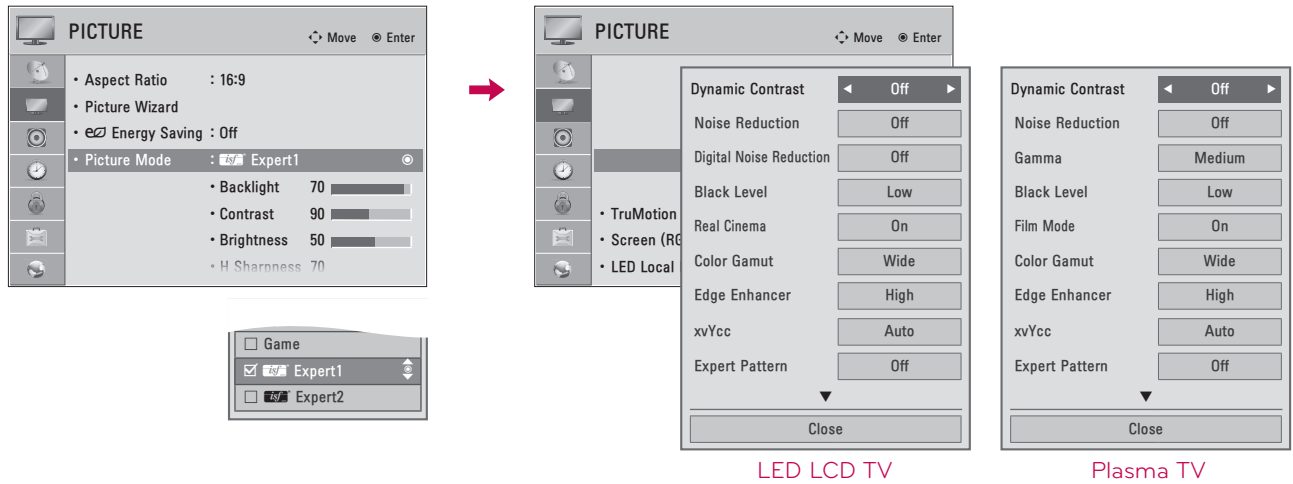 PICTURE
Move Enter
• Aspect Ratio : 16:9
• Picture Wizard
• Energy Saving : Off
• Picture Mode : isf Expert1
• Backlight 70
• Contrast 90
• Brightness 50
• H Sharpness 70
Game
isf Expert1
isf Expert2
PICTURE
Move Enter
• TruMotion
• Screen (RG
• LED Local
Dynamic Contrast ◀ Off ▶
Noise Reduction Off
Digital Noise Reduction Off
Black Level Low
Real Cinema On
Color Gamut Wide
Edge Enhancer High
xvYcc Auto
Expert Pattern Off
▼
Close
LED LCD TV
Dynamic Contrast ◀ Off ▶
Noise Reduction Off
Gamma Medium
Black Level Low
Film Mode On
Color Gamut Wide
Edge Enhancer High
xvYcc Auto
Expert Pattern Off
▼
Close
Plasma TV